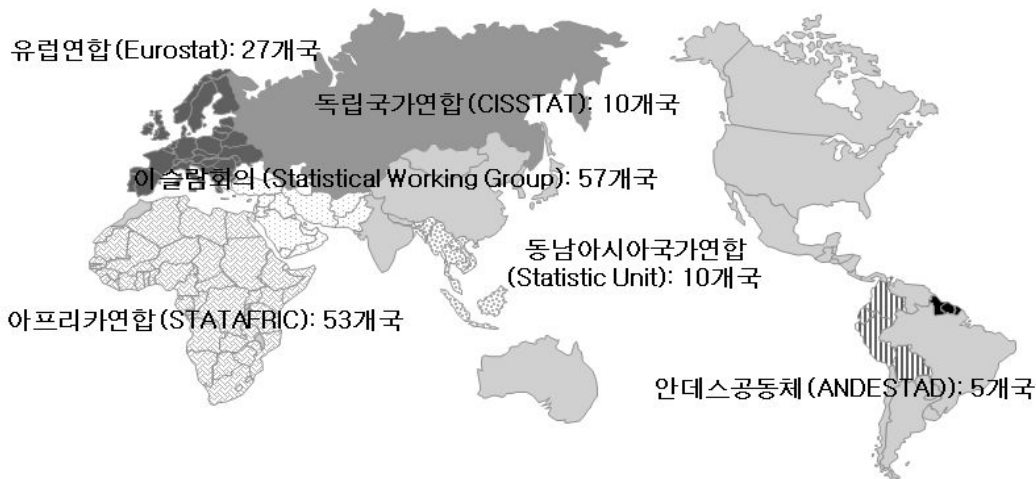 유럽연합(Eurostat): 27개국
독립국가연합(CISSTAT): 10개국
이슬람회의(Statistical Working Group): 57개국
동남아시아국가연합
(Statistic Unit): 10개국
아프리카연합(STATAFRIC): 53개국
안데스공동체(ANDESTAD): 5개국